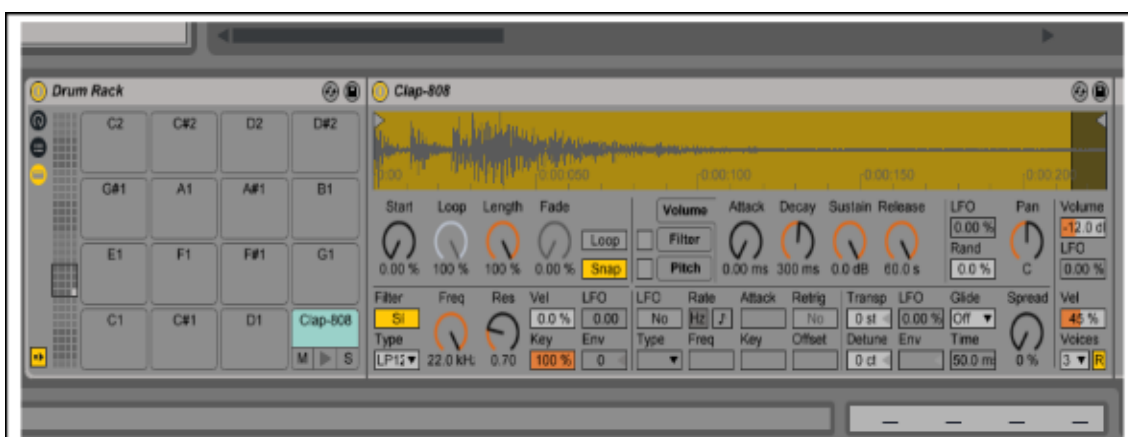 Drum Rack
C2 C#2 D2 D#2
G#1 A1 A#1 B1
E1 F1 F#1 G1
C1 C#1 D1 Clap-808
M S
Clap-808
0:00 0:00:050 0:00:100 0:00:150 0:00:20
Start Loop Length Fade
Loop
0.00 % 100 % 100 % 0.00 % Snap
Volume Attack Decay Sustain Release
Filter
Pitch 0.00 ms 300 ms 0.0 dB 60.0 s
LFO Pan Volume
0.00 % -12.0 d
Rand LFO
0.0 % C 0.00 %
Filter Freq Res Vel LFO
0.0 % 0.00
Type Key Env
LP12 22.0 kHz 0.70 100 % 0
LFO Rate Attack Retrig
No Hz No
Type Freq Key Offset
Transp LFO Glide Spread Vel
0 st 0.00 % Off 45 %
Detune Env Time Voices
0 ct 50.0 m 0 % 3 R